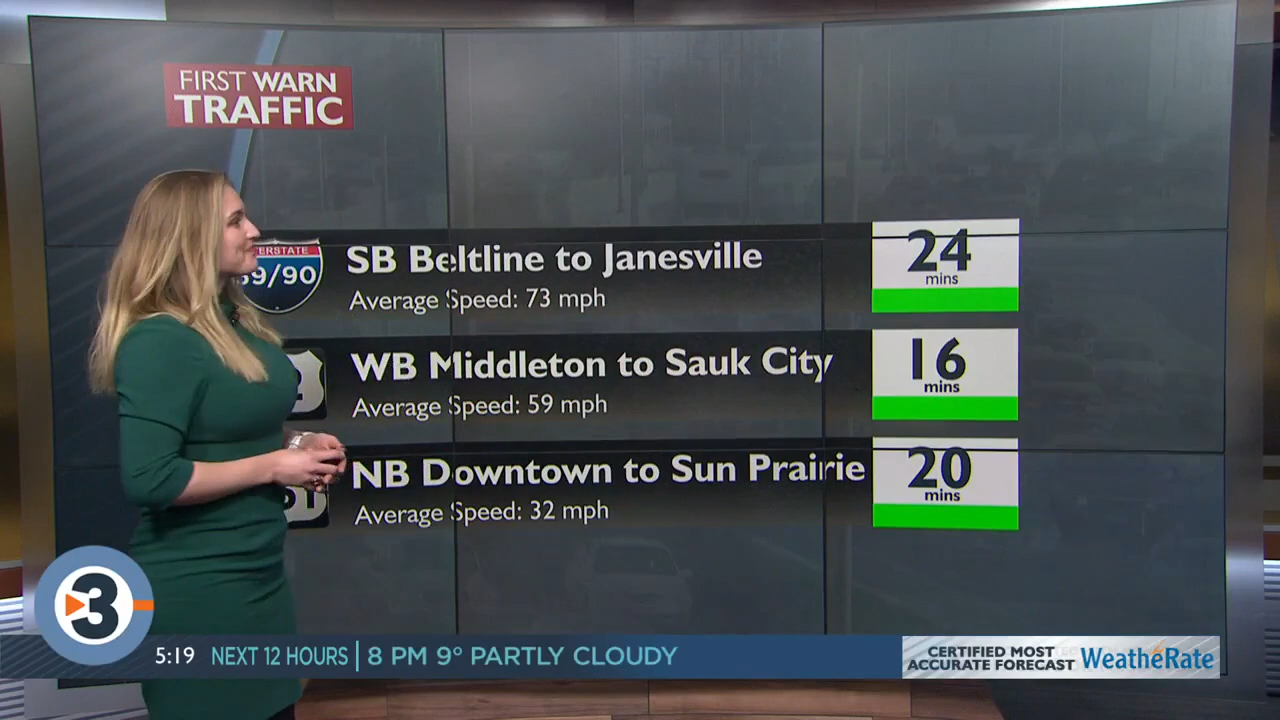 FIRST WARN
TRAFFIC
SB Beltline to Janesville
Average Speed: 73 mph
24
mins
WB Middleton to Sauk City
Average Speed: 59 mph
16
mins
NB Downtown to Sun Prairie
Average Speed: 32 mph
20
mins
3
5:19 NEXT 12 HOURS 8 PM 9° PARTLY CLOUDY
CERTIFIED MOST
ACCURATE FORECAST
WeatheRate